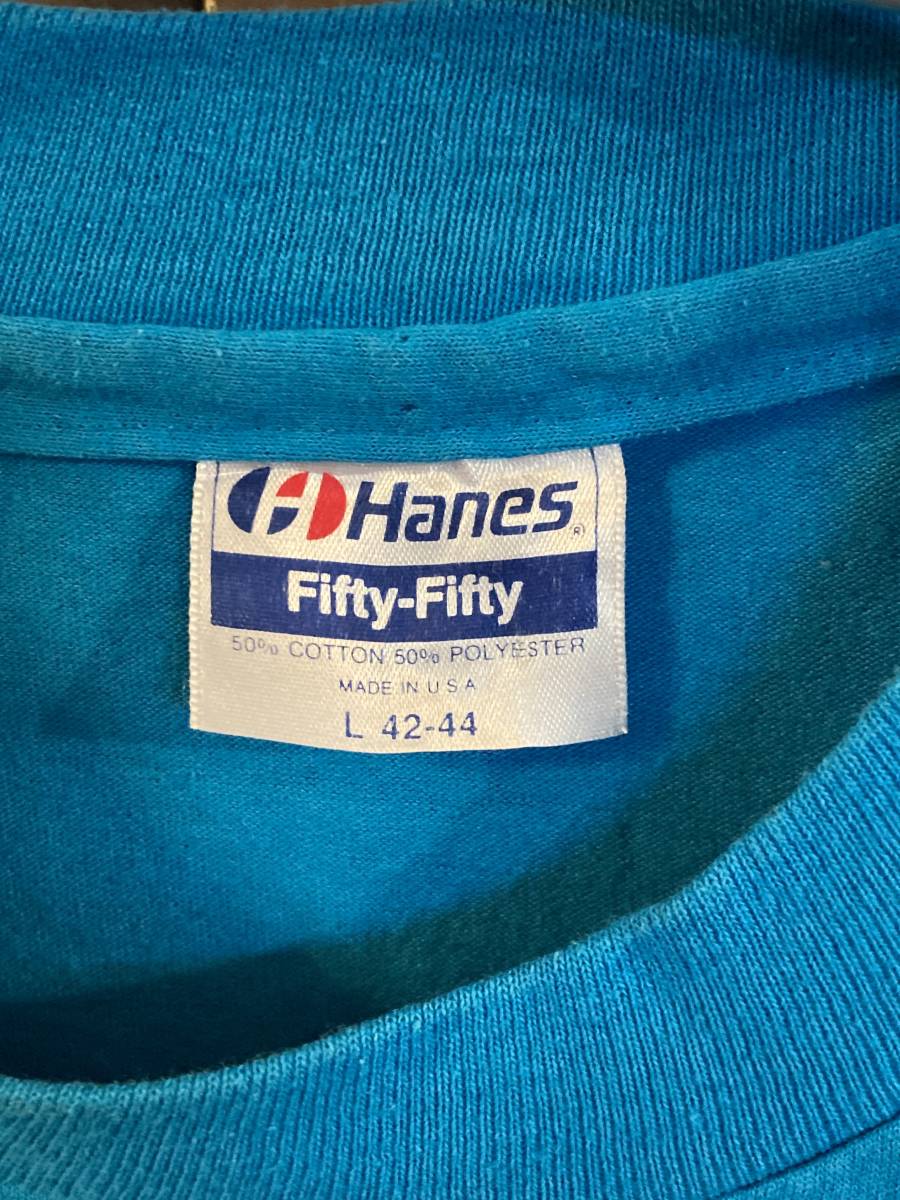 Hanes®
Fifty-Fifty
50% COTTON 50% POLYESTER
MADE IN U S A
L 42-44